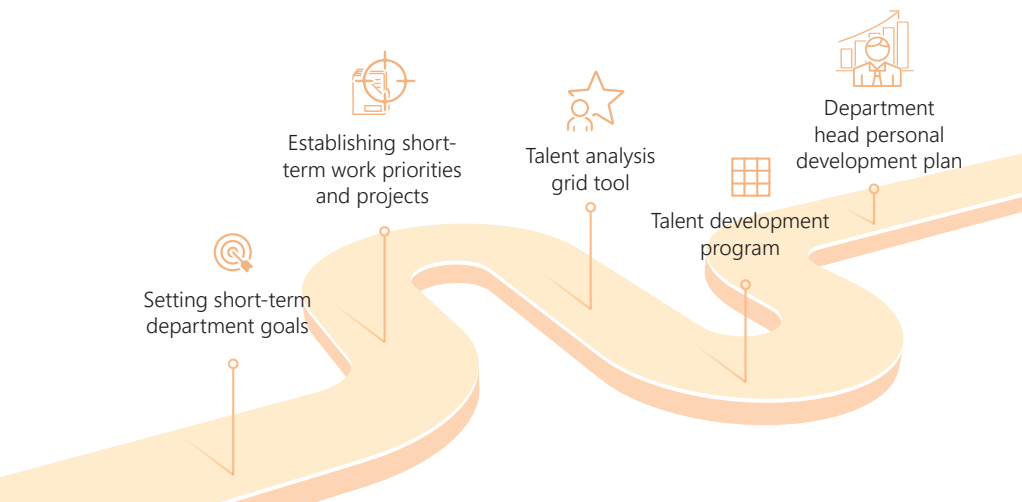 Setting short-term
department goals
Establishing short-
term work priorities
and projects
Talent analysis
grid tool
Talent development
program
Department
head personal
development plan